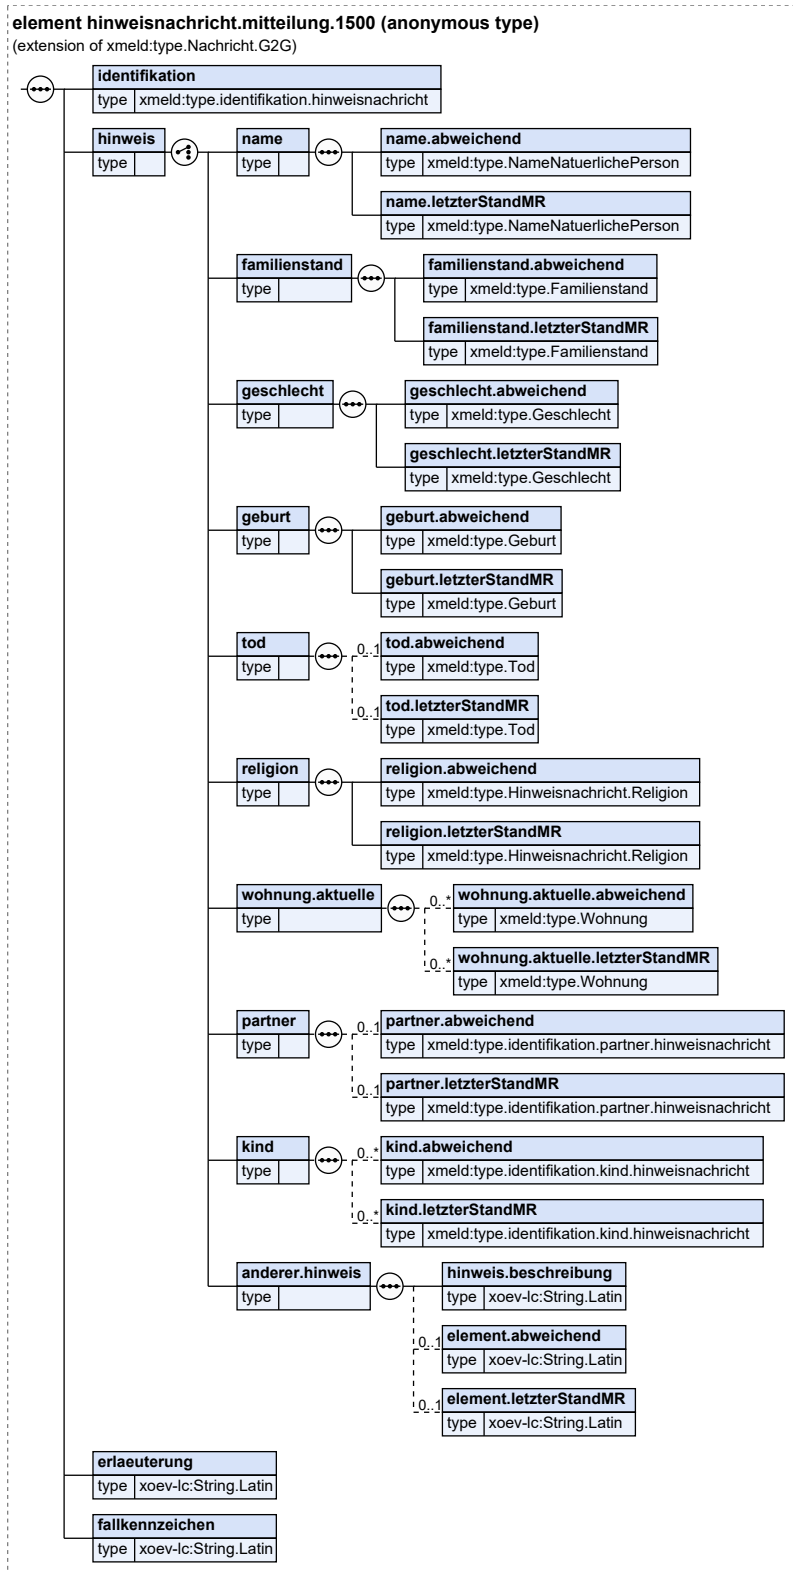 element hinweisnachricht.mitteilung.1500 (anonymous type)
(extension of xmeld:type.Nachricht.G2G)
identifikation
type xmeld:type.identifikation.hinweisnachricht
hinweis
type
name
type
name.abweichend
type xmeld:type.NameNatuerlichePerson
name.letzterStandMR
type xmeld:type.NameNatuerlichePerson
familienstand
type
familienstand.abweichend
type xmeld:type.Familienstand
familienstand.letzterStandMR
type xmeld:type.Familienstand
geschlecht
type
geschlecht.abweichend
type xmeld:type.Geschlecht
geschlecht.letzterStandMR
type xmeld:type.Geschlecht
geburt
type
geburt.abweichend
type xmeld:type.Geburt
geburt.letzterStandMR
type xmeld:type.Geburt
tod
type
0..1
tod.abweichend
type xmeld:type.Tod
0..1
tod.letzterStandMR
type xmeld:type.Tod
religion
type
religion.abweichend
type xmeld:type.Hinweisnachricht.Religion
religion.letzterStandMR
type xmeld:type.Hinweisnachricht.Religion
wohnung.aktuelle
type
0..*
wohnung.aktuelle.abweichend
type xmeld:type.Wohnung
0..*
wohnung.aktuelle.letzterStandMR
type xmeld:type.Wohnung
partner
type
0..1
partner.abweichend
type xmeld:type.identifikation.partner.hinweisnachricht
0..1
partner.letzterStandMR
type xmeld:type.identifikation.partner.hinweisnachricht
kind
type
0..*
kind.abweichend
type xmeld:type.identifikation.kind.hinweisnachricht
0..*
kind.letzterStandMR
type xmeld:type.identifikation.kind.hinweisnachricht
anderer.hinweis
type
hinweis.beschreibung
type xoev-lc:String.Latin
0..1
element.abweichend
type xoev-lc:String.Latin
0..1
element.letzterStandMR
type xoev-lc:String.Latin
erlaeuterung
type xoev-lc:String.Latin
fallkennzeichen
type xoev-lc:String.Latin